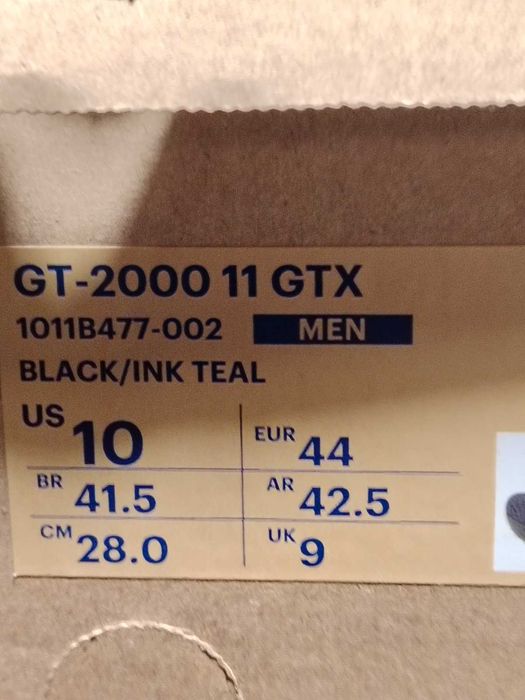 GT-2000 11 GTX
1011B477-002 MEN
BLACK/INK TEAL
US 10 EUR 44
BR 41.5 AR 42.5
CM 28.0 UK 9